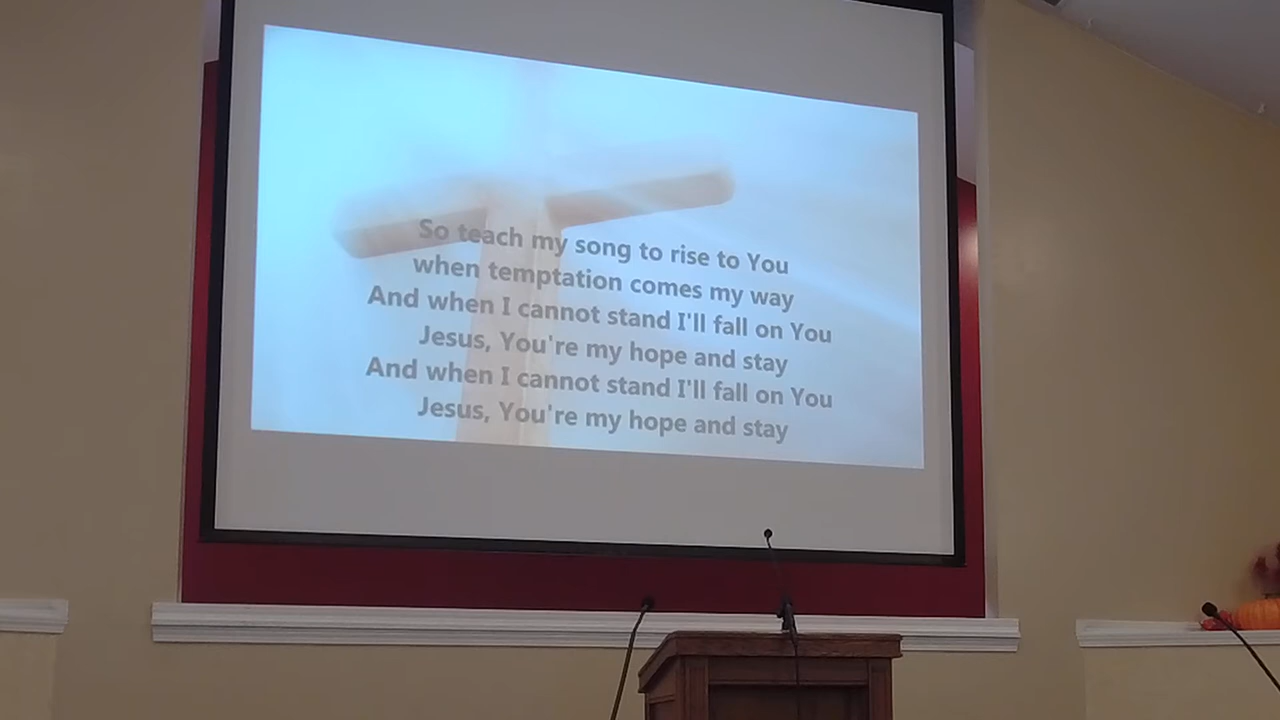 So teach my song to rise to You
when temptation comes my way
And when I cannot stand I'll fall on You
Jesus, You're my hope and stay
And when I cannot stand I'll fall on You
Jesus, You're my hope and stay